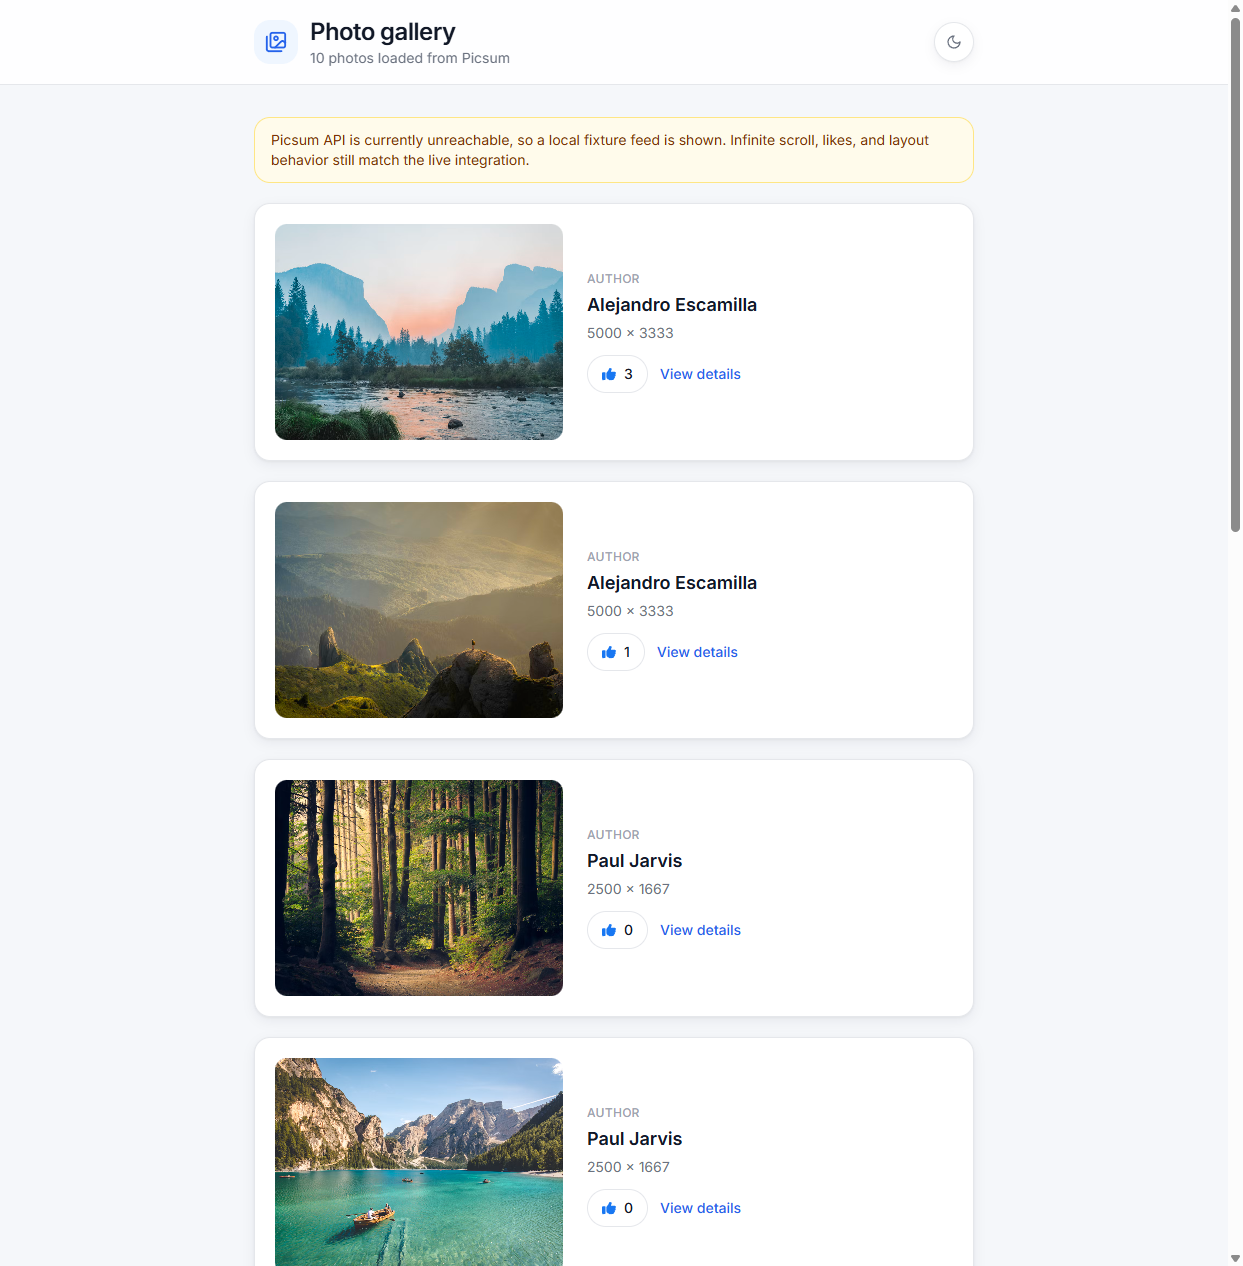 Photo gallery
10 photos loaded from Picsum
Picsum API is currently unreachable, so a local fixture feed is shown. Infinite scroll, likes, and layout
behavior still match the live integration.
AUTHOR
Alejandro Escamilla
5000 × 3333
3 View details
AUTHOR
Alejandro Escamilla
5000 × 3333
1 View details
AUTHOR
Paul Jarvis
2500 × 1667
0 View details
AUTHOR
Paul Jarvis
2500 × 1667
0 View details